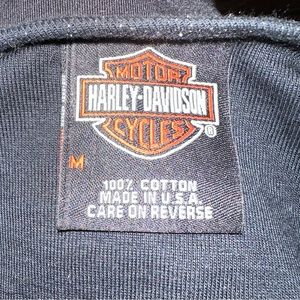 MOTOR
HARLEY-DAVIDSON
CYCLES ®
M
100% COTTON
MADE IN U.S.A.
CARE ON REVERSE